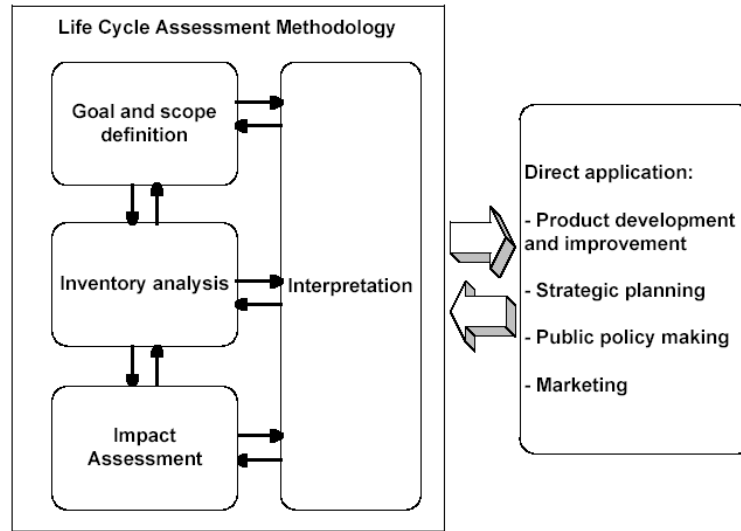 Life Cycle Assessment Methodology
Goal and scope
definition
Inventory analysis
Impact
Assessment
Interpretation
Direct application:
- Product development
and improvement
- Strategic planning
- Public policy making
- Marketing